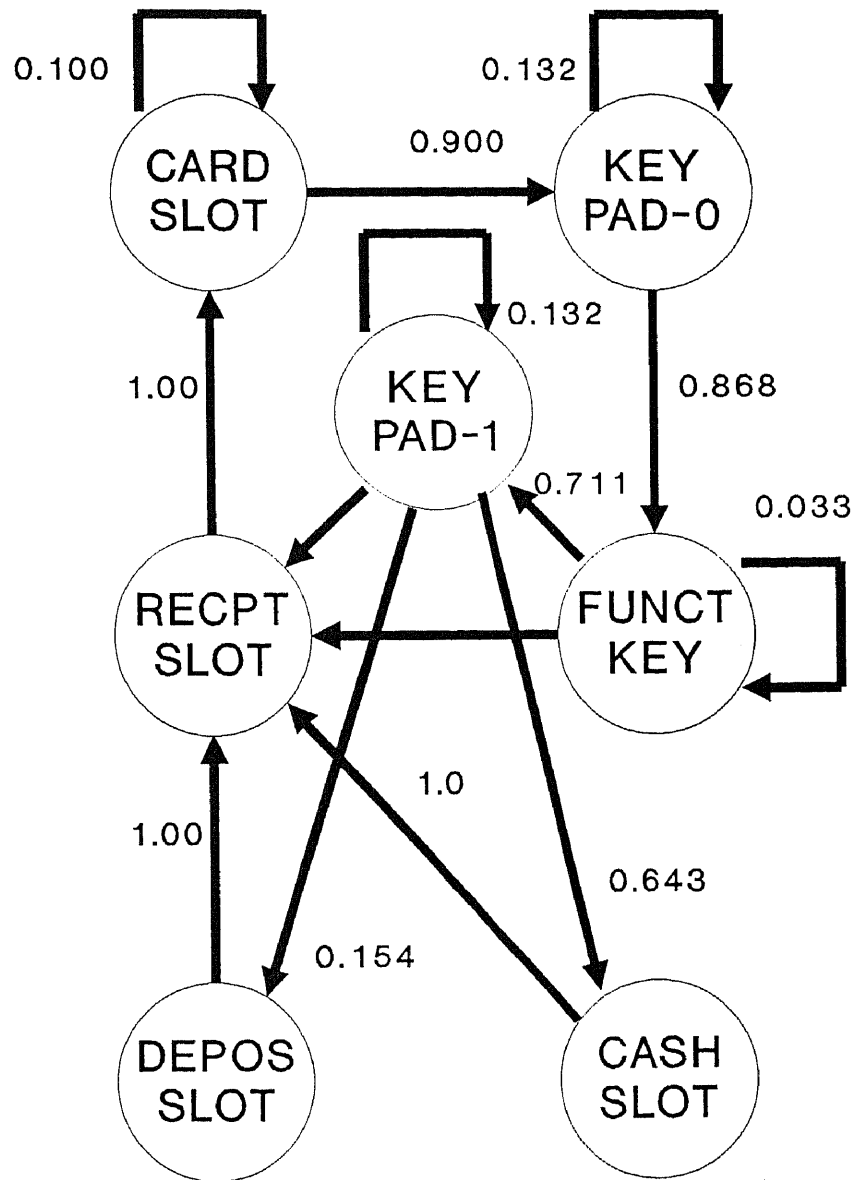 0.100
0.132
CARD
SLOT
0.900
KEY
PAD-0
0.132
KEY
PAD-1
1.00
0.868
0.711
0.033
RECPT
SLOT
FUNCT
KEY
1.0
1.00
0.643
0.154
DEPOS
SLOT
CASH
SLOT